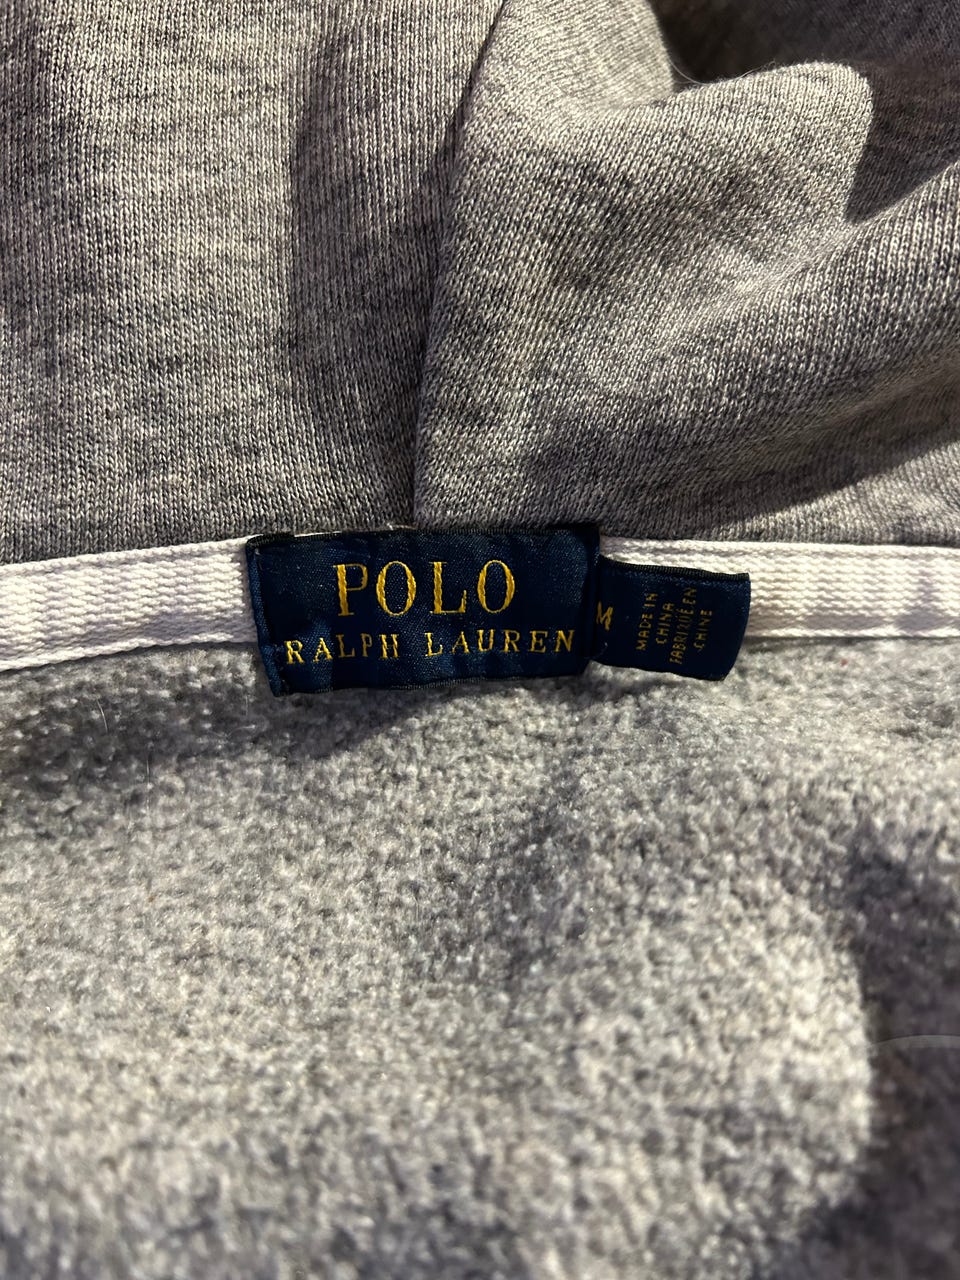 POLO
RALPH LAUREN
M
MADE IN
CHINA
FABRIQUÉ EN
CHINE